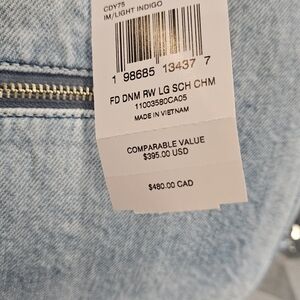 CDY75
IM/LIGHT INDIGO
1 98685 13437 7
FD DNM RW LG SCH CHM
11003580CA05
MADE IN VIETNAM
COMPARABLE VALUE
$395.00 USD
$480.00 CAD